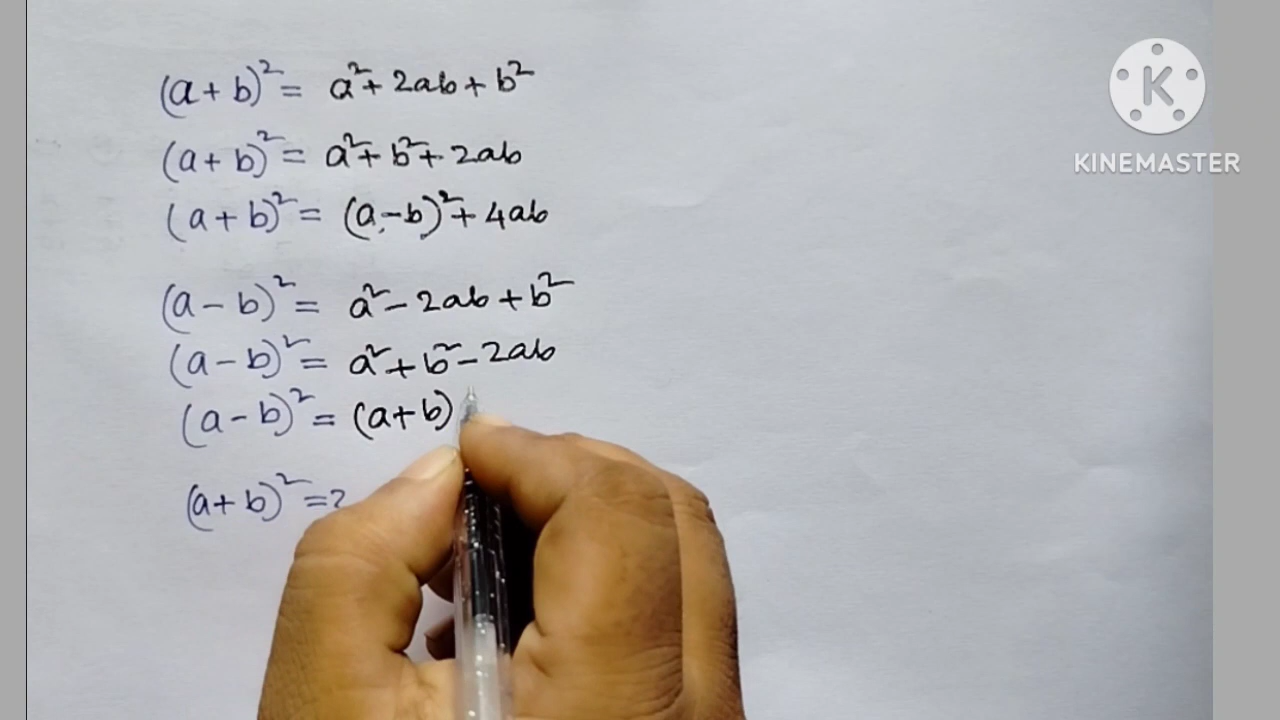 (a + b)² = a² + 2ab + b²
(a + b)² = a² + b² + 2ab
(a + b)² = (a - b)² + 4ab
(a - b)² = a² - 2ab + b²
(a - b)² = a² + b² - 2ab
(a - b)² = (a + b)
(a + b)² =
K
KINEMASTER